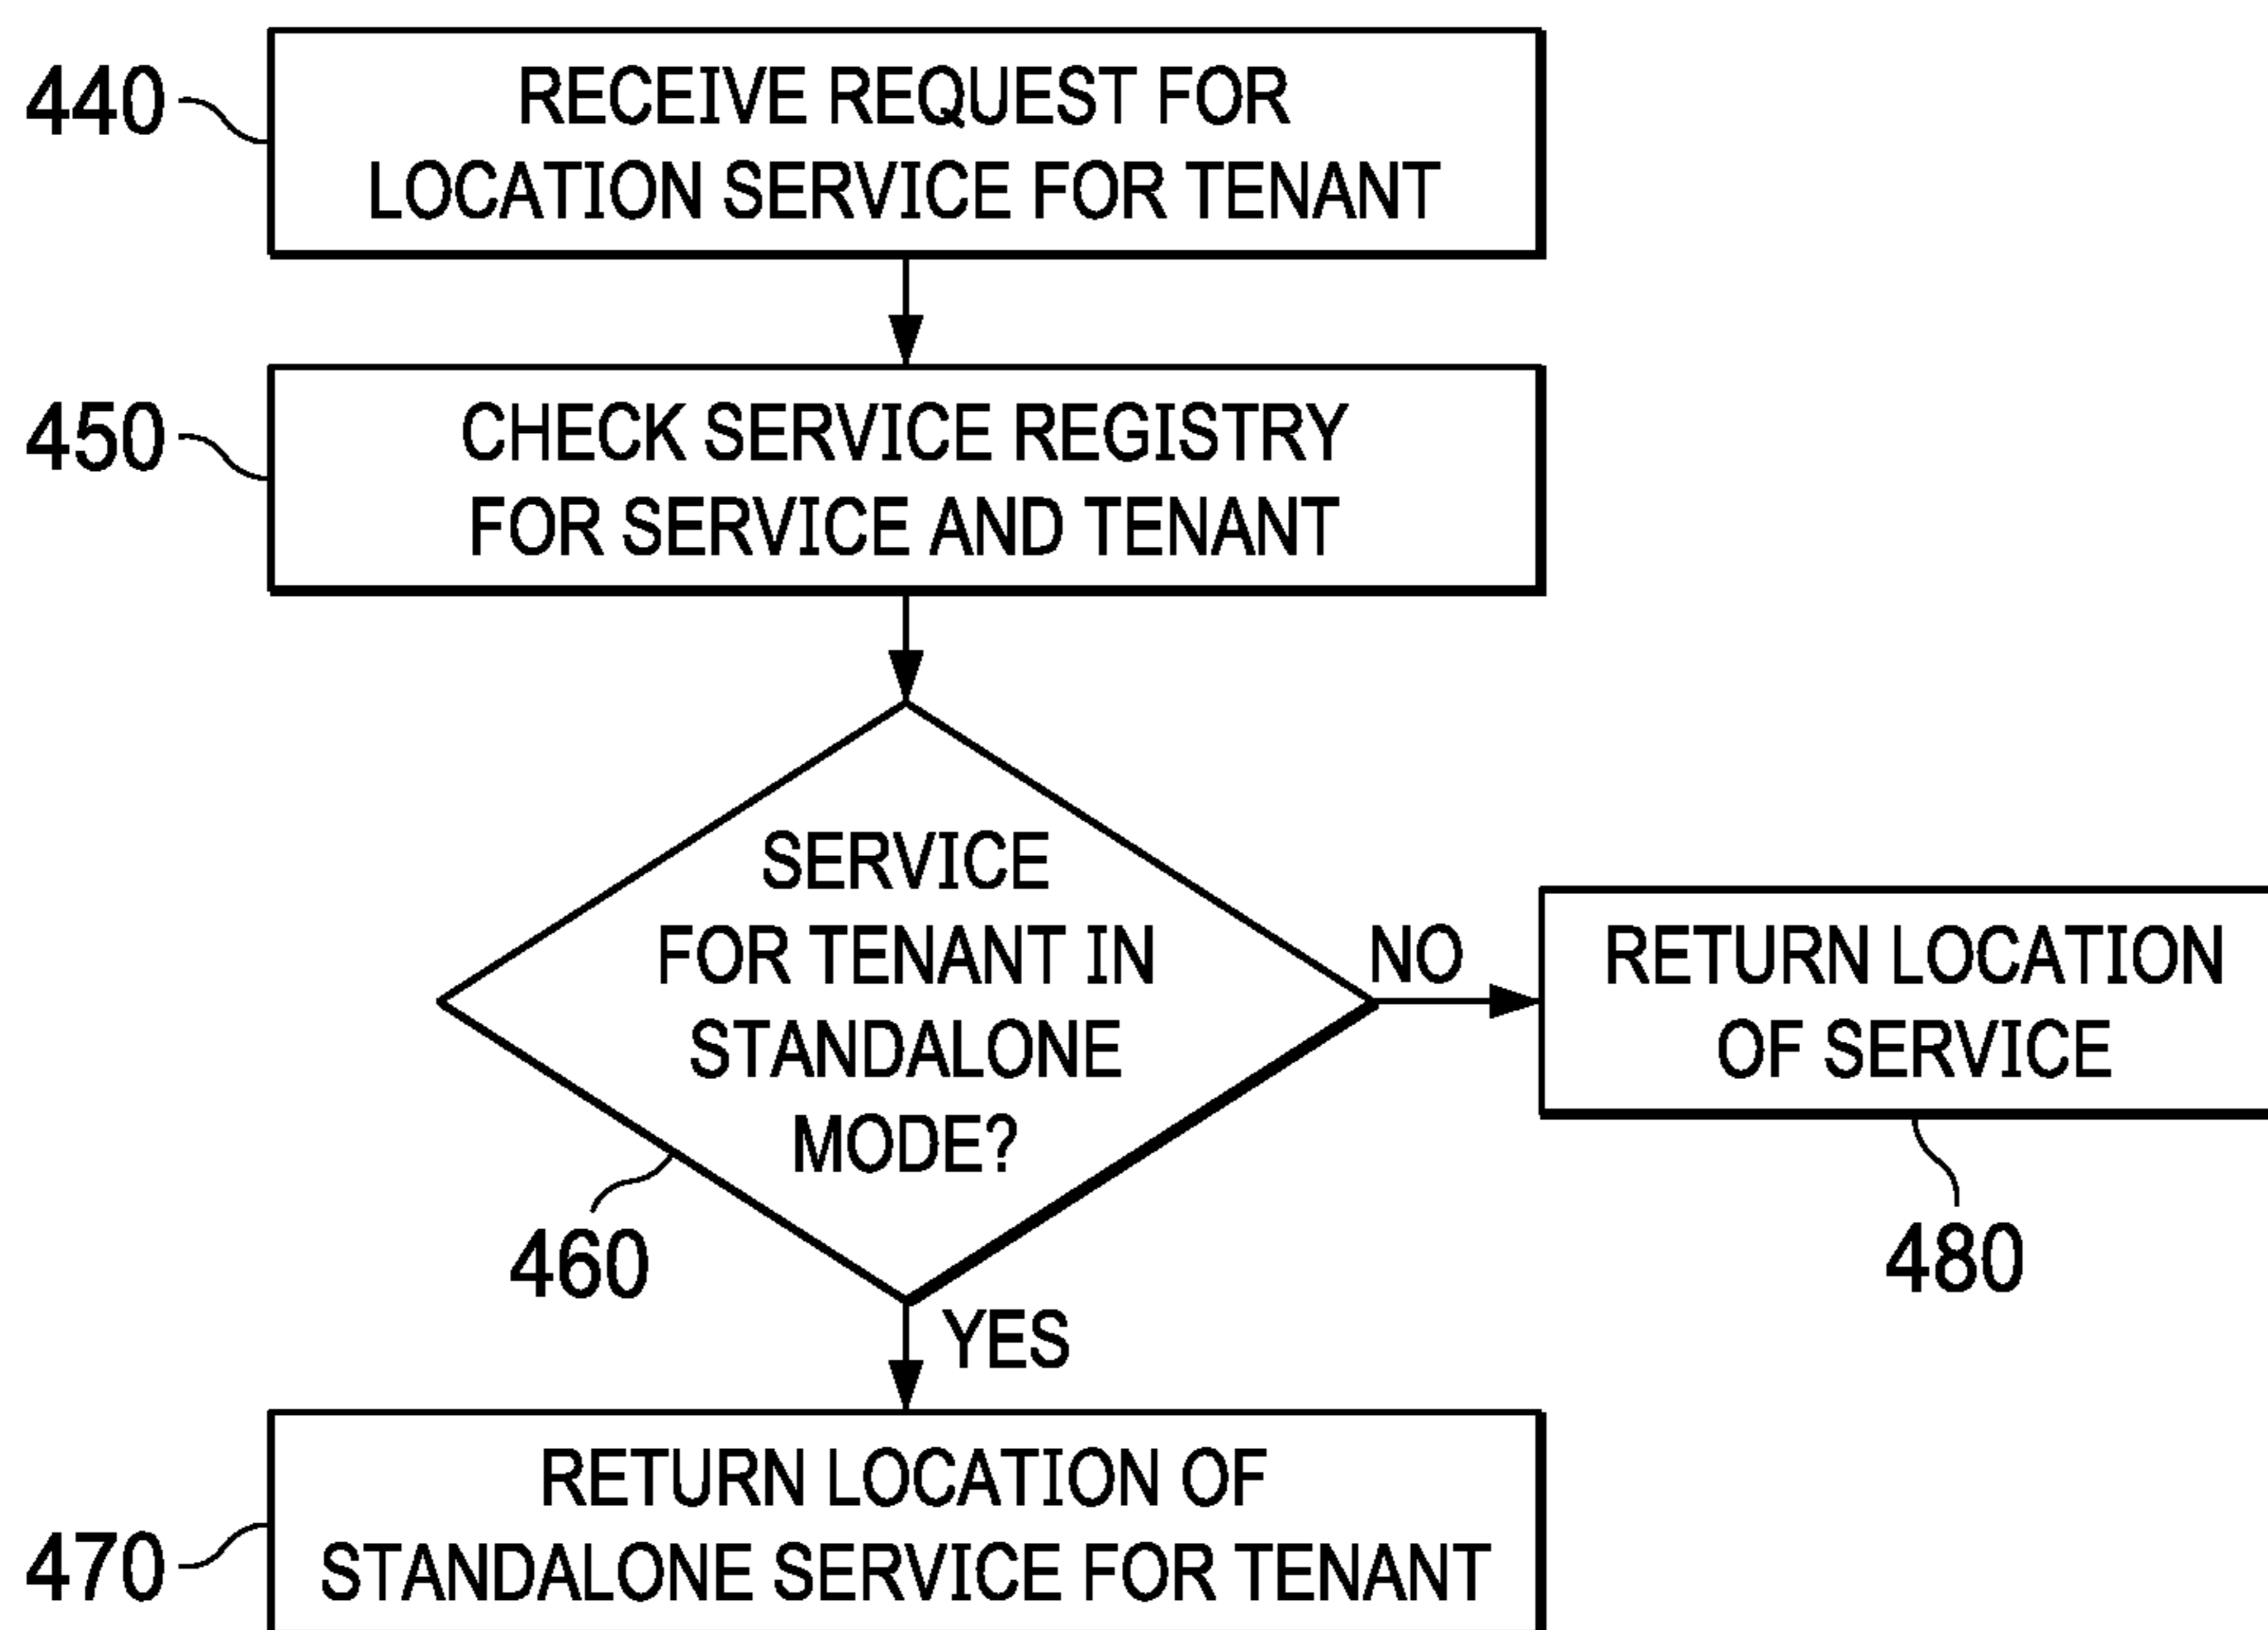 440
RECEIVE REQUEST FOR
LOCATION SERVICE FOR TENANT
450
CHECK SERVICE REGISTRY
FOR SERVICE AND TENANT
SERVICE
FOR TENANT IN
STANDALONE
MODE?
460
NO
RETURN LOCATION
OF SERVICE
480
YES
470
RETURN LOCATION OF
STANDALONE SERVICE FOR TENANT